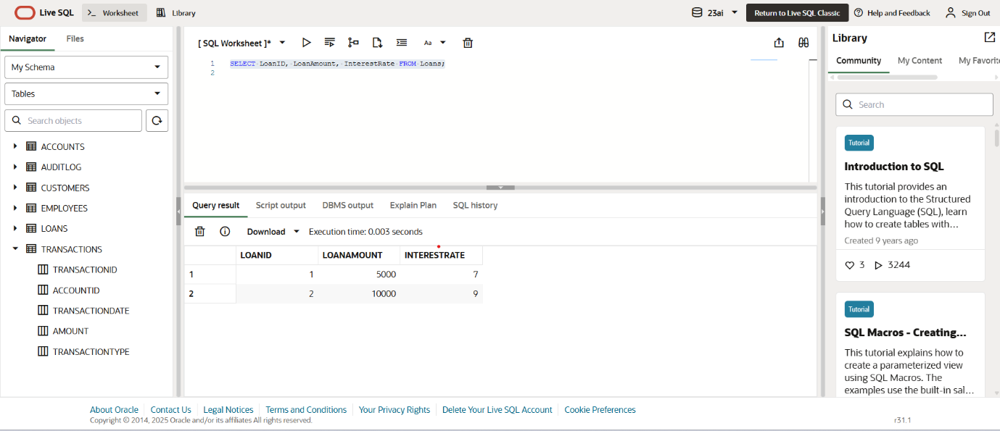 Live SQL
Worksheet
Library
23ai
Return to Live SQL Classic
Help and Feedback
Sign Out
Navigator
Files
My Schema
Tables
Search objects
ACCOUNTS
AUDITLOG
CUSTOMERS
EMPLOYEES
LOANS
TRANSACTIONS
TRANSACTIONID
ACCOUNTID
TRANSACTIONDATE
AMOUNT
TRANSACTIONTYPE
[ SQL Worksheet ]*
Aa
1 SELECT LoanID, LoanAmount, InterestRate FROM Loans;
2
Query result Script output DBMS output Explain Plan SQL history
Download Execution time: 0.003 seconds
LOANID LOANAMOUNT INTERESTRATE
1 1 5000 7
2 2 10000 9
Library
Community My Content My Favorit
Search
Tutorial
Introduction to SQL
This tutorial provides an
introduction to the Structured
Query Language (SQL), learn
how to create tables with...
Created 9 years ago
3 3244
Tutorial
SQL Macros - Creating...
This tutorial explains how to
create a parameterized view
using SQL Macros. The
examples use the built-in sal...
About Oracle Contact Us Legal Notices Terms and Conditions Your Privacy Rights Delete Your Live SQL Account Cookie Preferences
Copyright © 2014, 2025 Oracle and/or its affiliates All rights reserved.
r31.1